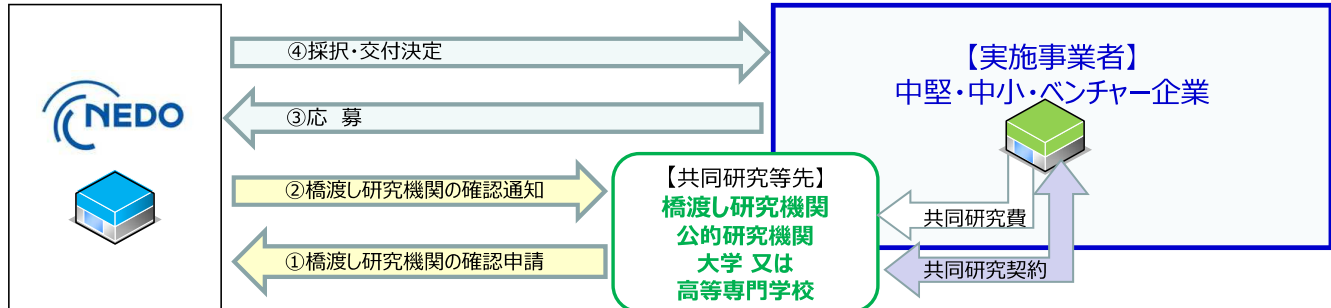 NEDO
④採択・交付決定
③応　募
②橋渡し研究機関の確認通知
①橋渡し研究機関の確認申請
【実施事業者】
中堅・中小・ベンチャー企業
【共同研究等先】
橋渡し研究機関
公的研究機関
大学 又は
高等専門学校
共同研究費
共同研究契約